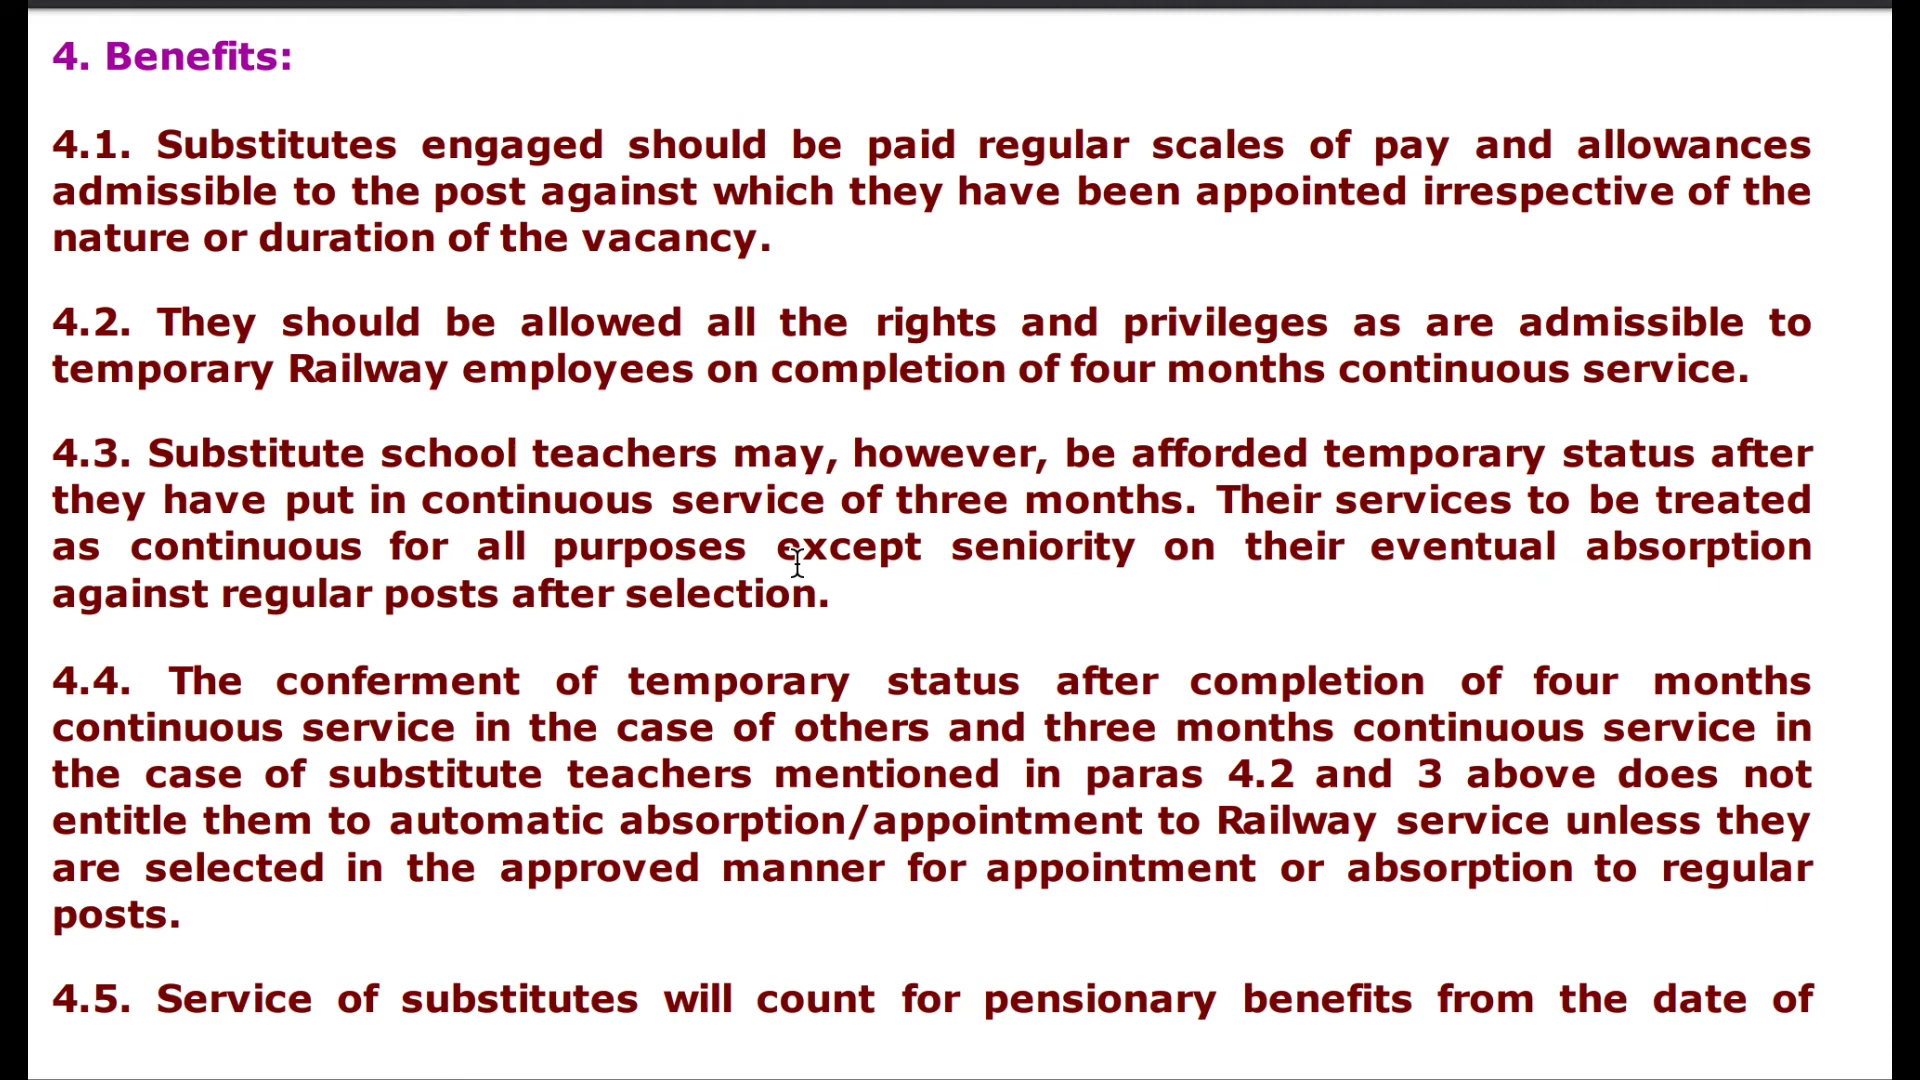 4. Benefits:
4.1. Substitutes engaged should be paid regular scales of pay and allowances
admissible to the post against which they have been appointed irrespective of the
nature or duration of the vacancy.
4.2. They should be allowed all the rights and privileges as are admissible to
temporary Railway employees on completion of four months continuous service.
4.3. Substitute school teachers may, however, be afforded temporary status after
they have put in continuous service of three months. Their services to be treated
as continuous for all purposes except seniority on their eventual absorption
against regular posts after selection.
4.4. The conferment of temporary status after completion of four months
continuous service in the case of others and three months continuous service in
the case of substitute teachers mentioned in paras 4.2 and 3 above does not
entitle them to automatic absorption/appointment to Railway service unless they
are selected in the approved manner for appointment or absorption to regular
posts.
4.5. Service of substitutes will count for pensionary benefits from the date of